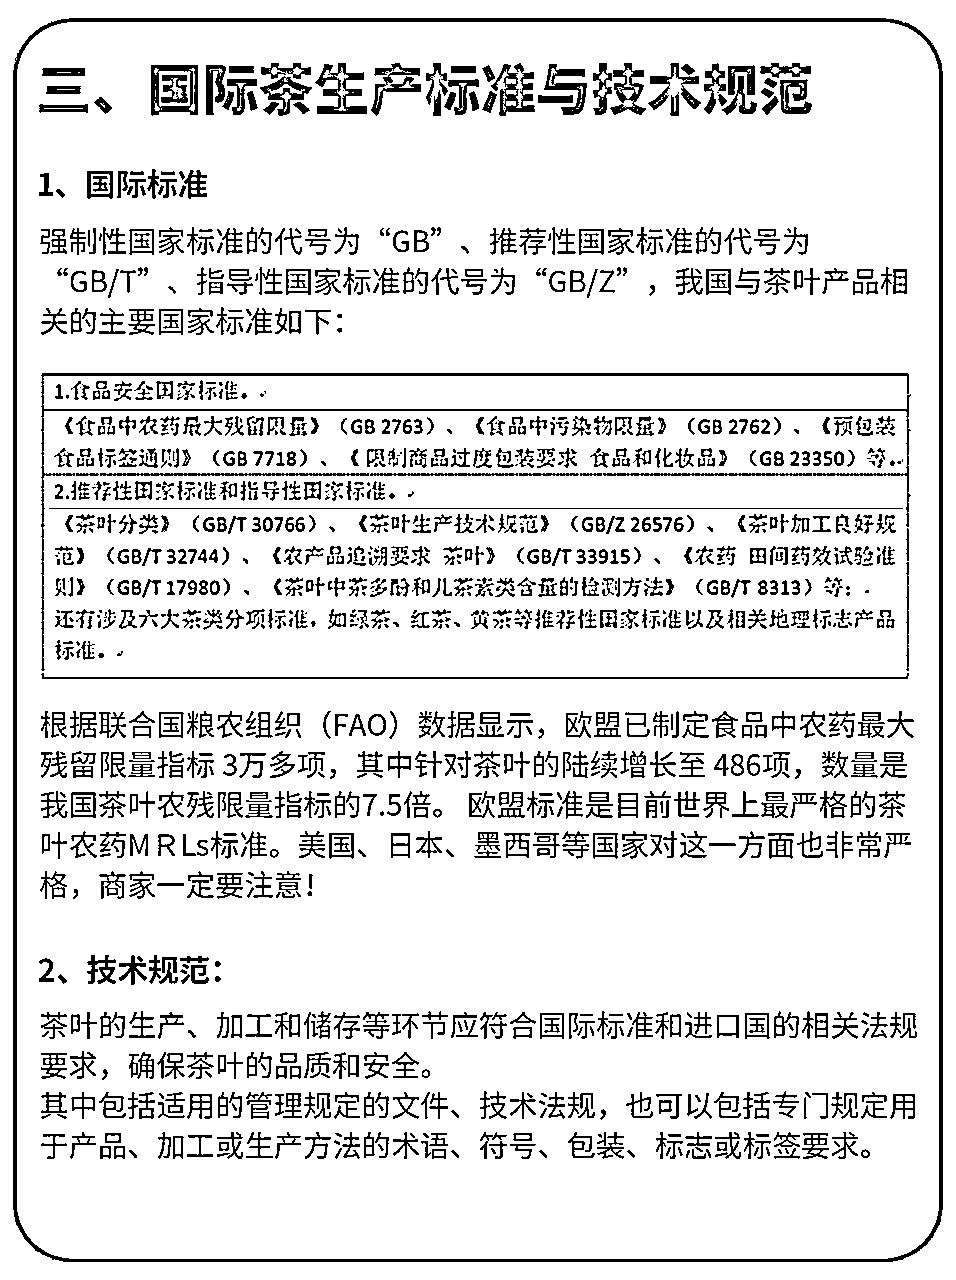 三、国际茶生产标准与技术规范
1、国际标准
强制性国家标准的代号为“GB”、推荐性国家标准的代号为
“GB/T”、指导性国家标准的代号为“GB/Z”，我国与茶叶产品相
关的主要国家标准如下：
1.食品安全国家标准。
《食品中农药最大残留限量》（GB 2763）、《食品中污染物限量》（GB 2762）、《预包装
食品标签通则》（GB 7718）、《限制商品过度包装要求 食品和化妆品》（GB 23350）等。
2.推荐性国家标准和指导性国家标准。
《茶叶分类》（GB/T 30766）、《茶叶生产技术规范》（GB/Z 26576）、《茶叶加工良好规
范》（GB/T 32744）、《农产品追溯要求 茶叶》（GB/T 33915）、《农药 田间药效试验准
则》（GB/T 17980）、《茶叶中茶多酚和儿茶素类含量的检测方法》（GB/T 8313）等；
还有涉及六大茶类分项标准，如绿茶、红茶、黄茶等推荐性国家标准以及相关地理标志产品
标准。
根据联合国粮农组织（FAO）数据显示，欧盟已制定食品中农药最大
残留限量指标 3万多项，其中针对茶叶的陆续增长至 486项，数量是
我国茶叶农残限量指标的7.5倍。 欧盟标准是目前世界上最严格的茶
叶农药MRLs标准。美国、日本、墨西哥等国家对这一方面也非常严
格，商家一定要注意！
2、技术规范：
茶叶的生产、加工和储存等环节应符合国际标准和进口国的相关法规
要求，确保茶叶的品质和安全。
其中包括适用的管理规定的文件、技术法规，也可以包括专门规定用
于产品、加工或生产方法的术语、符号、包装、标志或标签要求。